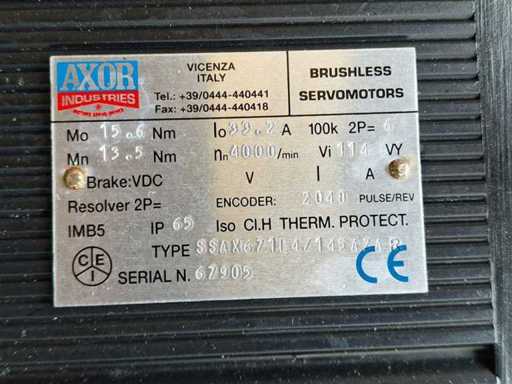 AXOR
INDUSTRIES
VICENZA
ITALY
Tel.: +39/0444-440441
Fax: +39/0444-440418
BRUSHLESS
SERVOMOTORS
Mo 15.6 Nm Io 99.2 A 100k 2P= 6
Mn 13.5 Nm nn 4000/min Vi 114 VY
Brake: VDC V I A
Resolver 2P= ENCODER: 2048 PULSE/REV
IMB5 IP 65 Iso Cl.H THERM. PROTECT.
TYPE
SERIAL N. 67905
CEI
CE